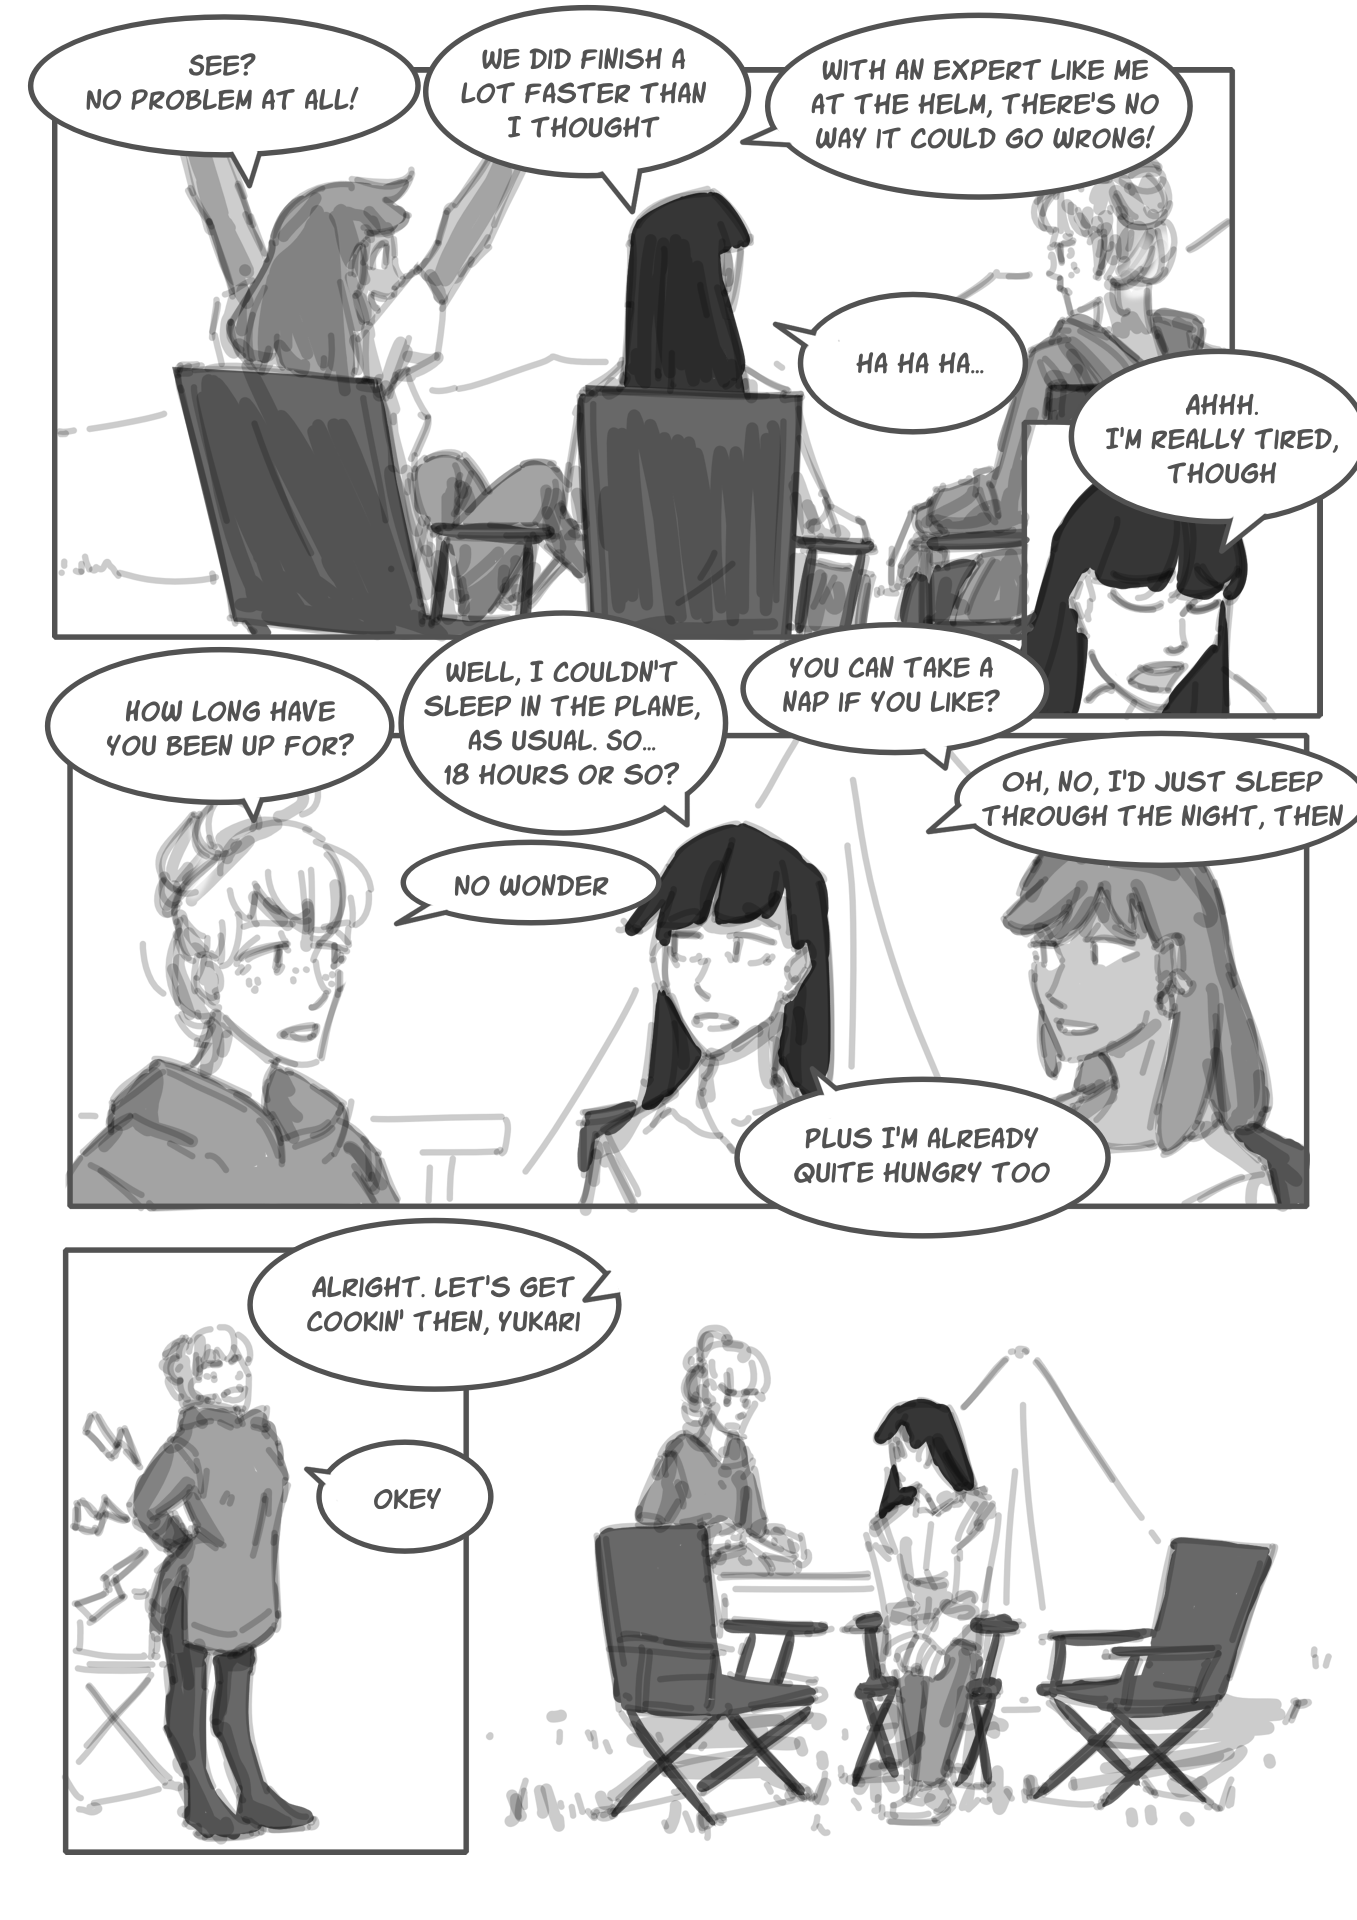 SEE?
NO PROBLEM AT ALL!
WE DID FINISH A
LOT FASTER THAN
I THOUGHT
WITH AN EXPERT LIKE ME
AT THE HELM, THERE'S NO
WAY IT COULD GO WRONG!
HA HA HA...
AHHH.
I'M REALLY TIRED,
THOUGH
HOW LONG HAVE
YOU BEEN UP FOR?
WELL, I COULDN'T
SLEEP IN THE PLANE,
AS USUAL. SO...
18 HOURS OR SO?
NO WONDER
YOU CAN TAKE A
NAP IF YOU LIKE?
OH, NO, I'D JUST SLEEP
THROUGH THE NIGHT, THEN
PLUS I'M ALREADY
QUITE HUNGRY TOO
ALRIGHT. LET'S GET
COOKIN' THEN, YUKARI
OKEY